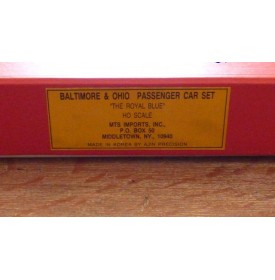 BALTIMORE & OHIO PASSENGER CAR SET
"THE ROYAL BLUE"
HO SCALE
MTS IMPORTS, INC.,
P.O. BOX 50
MIDDLETOWN, NY., 10940
MADE IN KOREA BY AJIN PRECISION